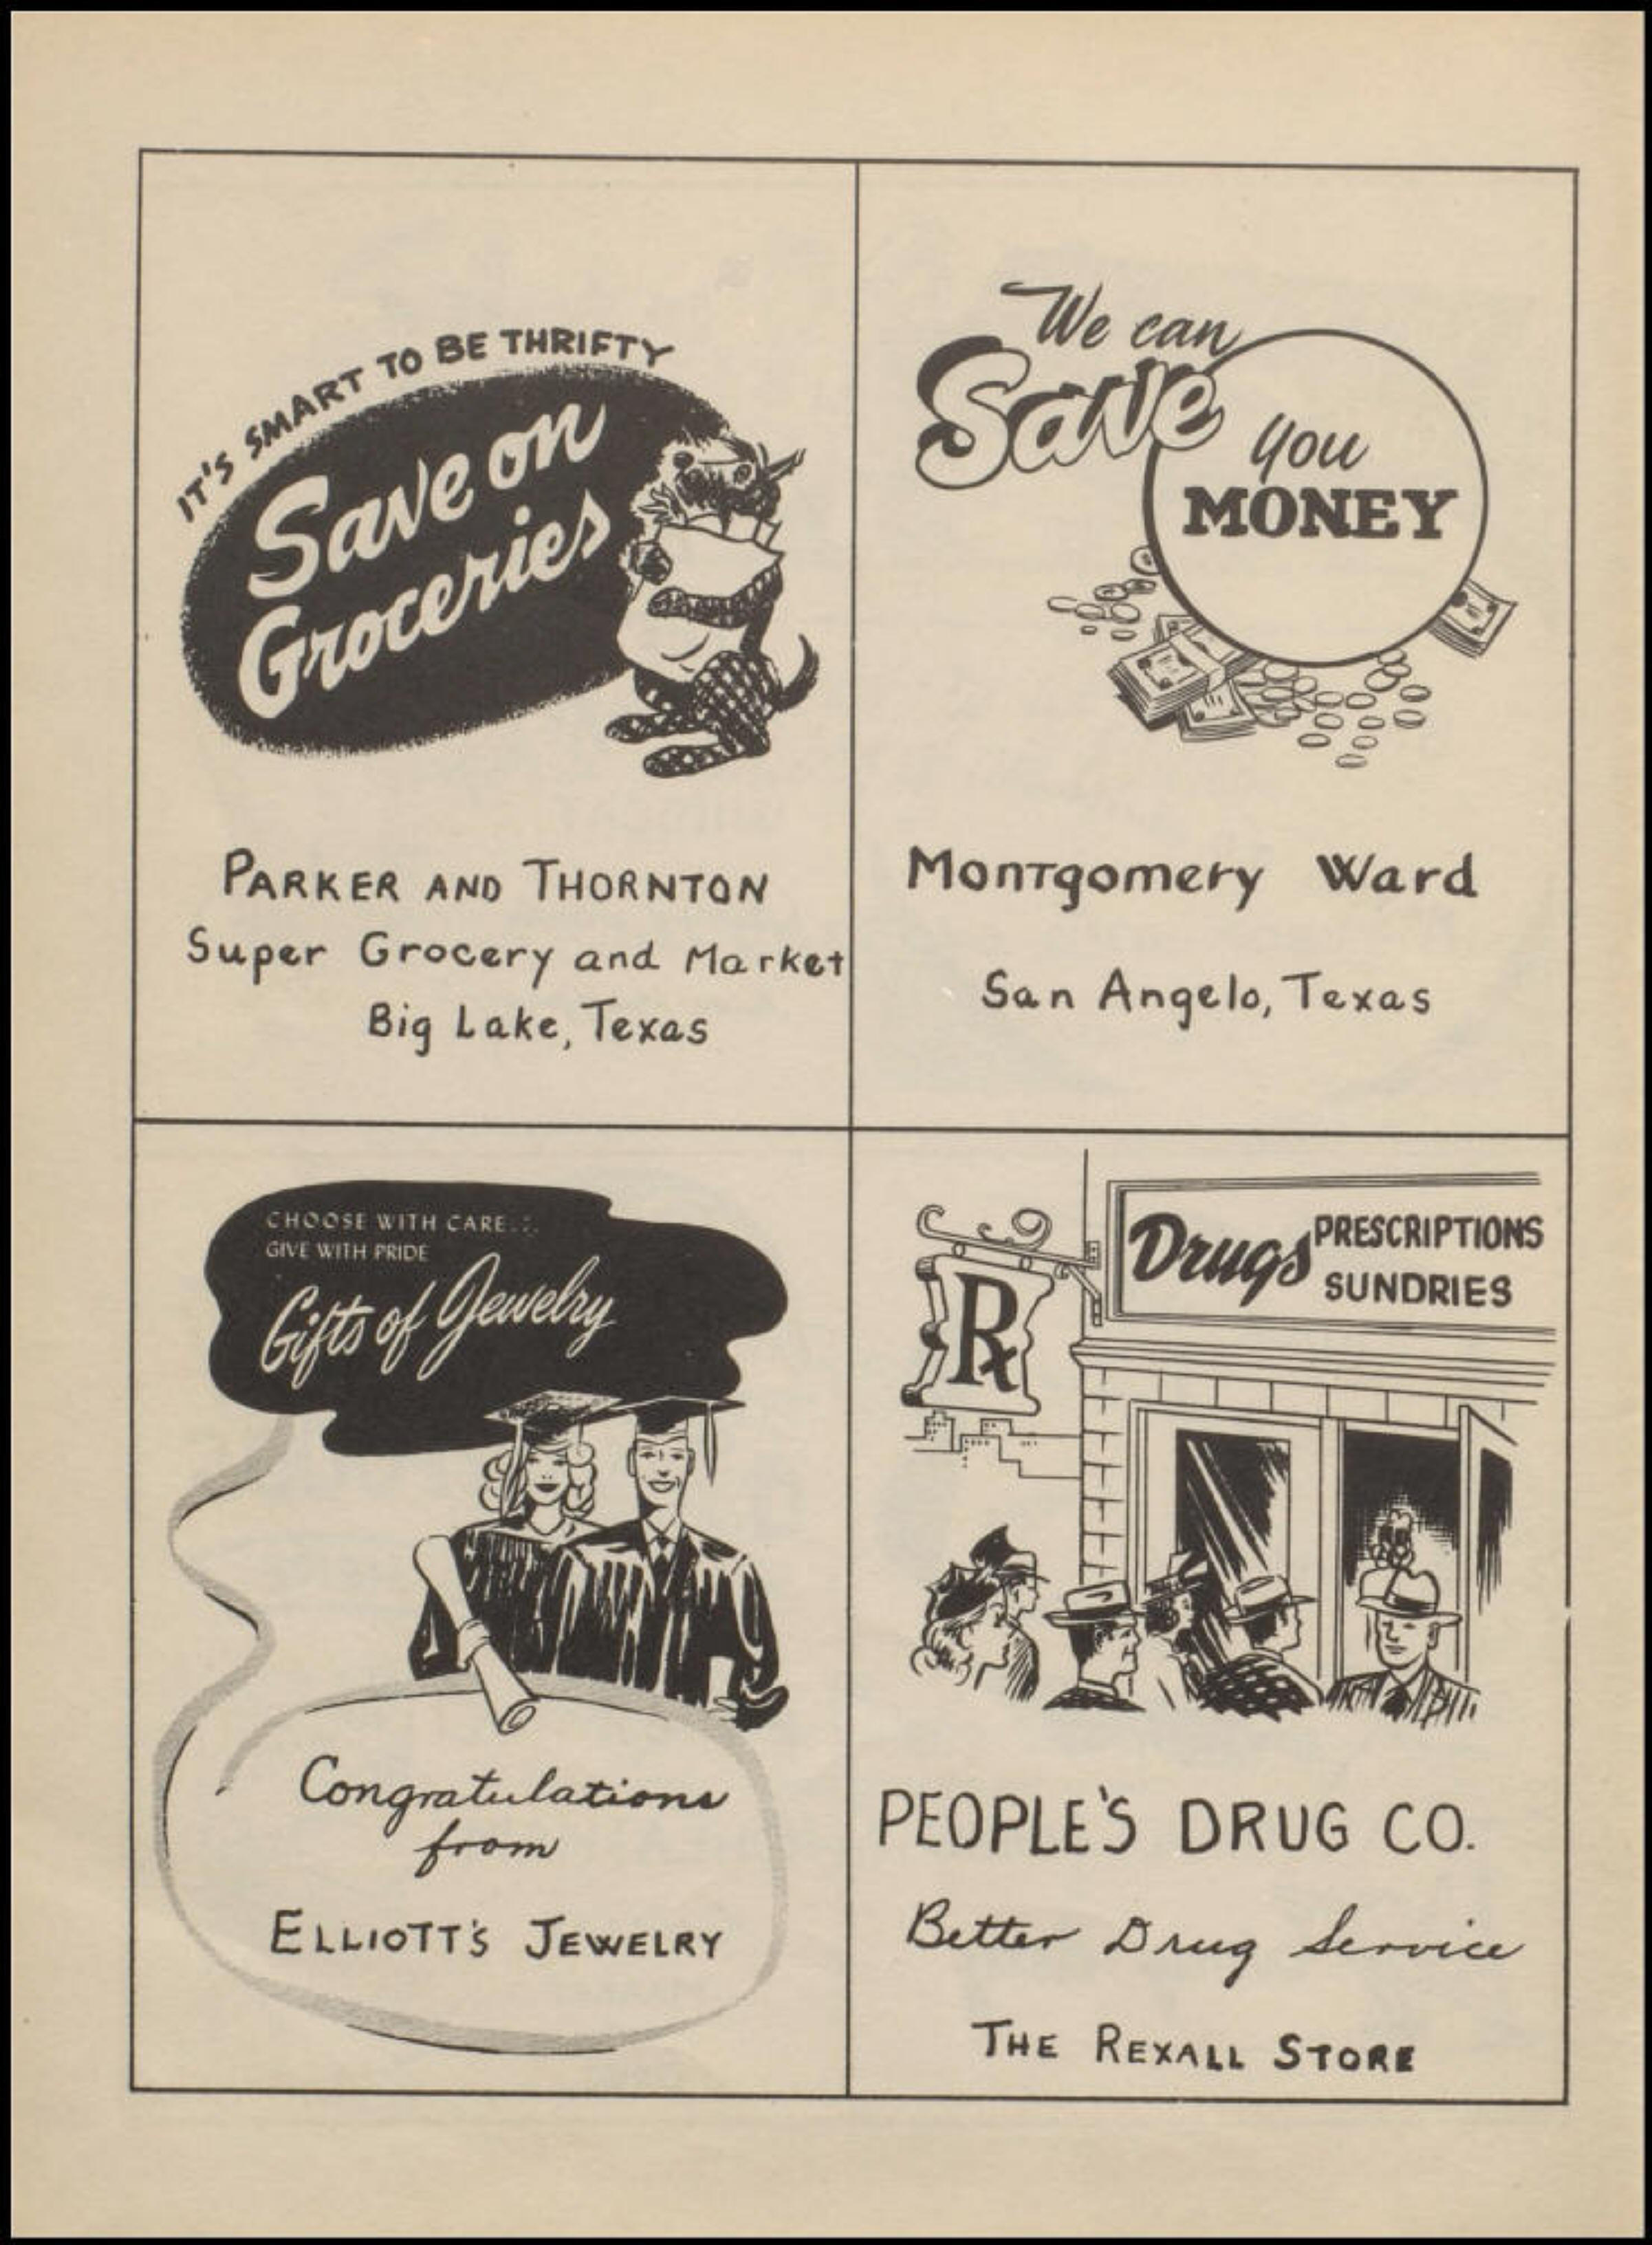 IT'S SMART TO BE THRIFTY
Save on
Groceries
PARKER AND THORNTON
Super Grocery and Market
Big Lake, Texas
We can
Save
you
MONEY
Montgomery Ward
San Angelo, Texas
CHOOSE WITH CARE...
GIVE WITH PRIDE
Gifts of Jewelry
Congratulations
from
ELLIOTT'S JEWELRY
Drugs PRESCRIPTIONS
SUNDRIES
Rx
PEOPLE'S DRUG CO.
Better Drug Service
THE REXALL STORE